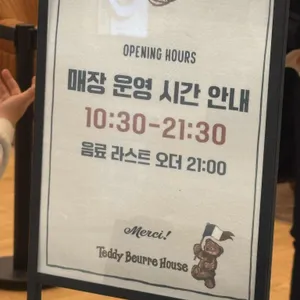 OPENING HOURS
매장 운영 시간 안내
10:30-21:30
음료 라스트 오더 21:00
Merci!
Teddy Beurre House